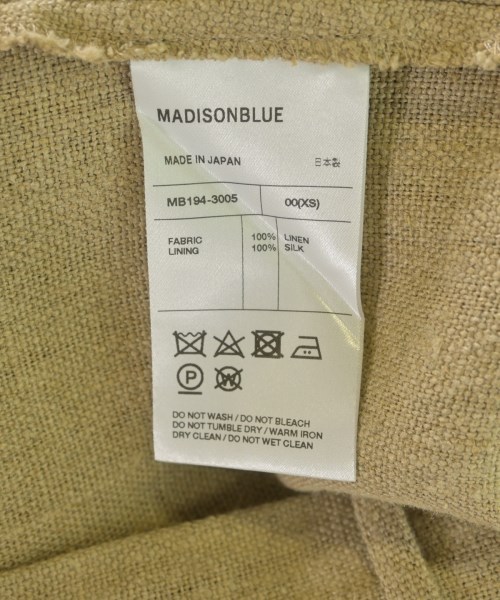 MADISONBLUE
MADE IN JAPAN 日本製
MB194-3005 00(XS)
FABRIC 100% LINEN
LINING 100% SILK
P W
DO NOT WASH / DO NOT BLEACH
DO NOT TUMBLE DRY / WARM IRON
DRY CLEAN / DO NOT WET CLEAN